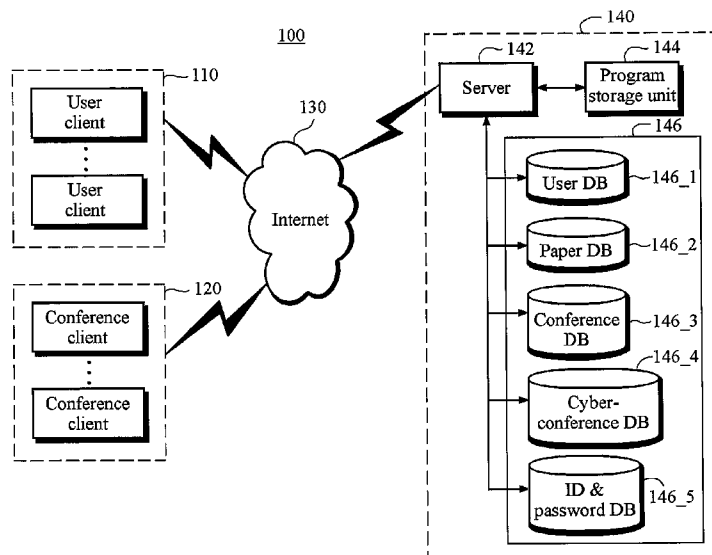 100
110
User
client
User
client
120
Conference
client
Conference
client
130
Internet
140
142
Server
144
Program
storage unit
146
User DB
146_1
Paper DB
146_2
Conference
DB
146_3
146_4
Cyber-
conference DB
ID &
password DB
146_5